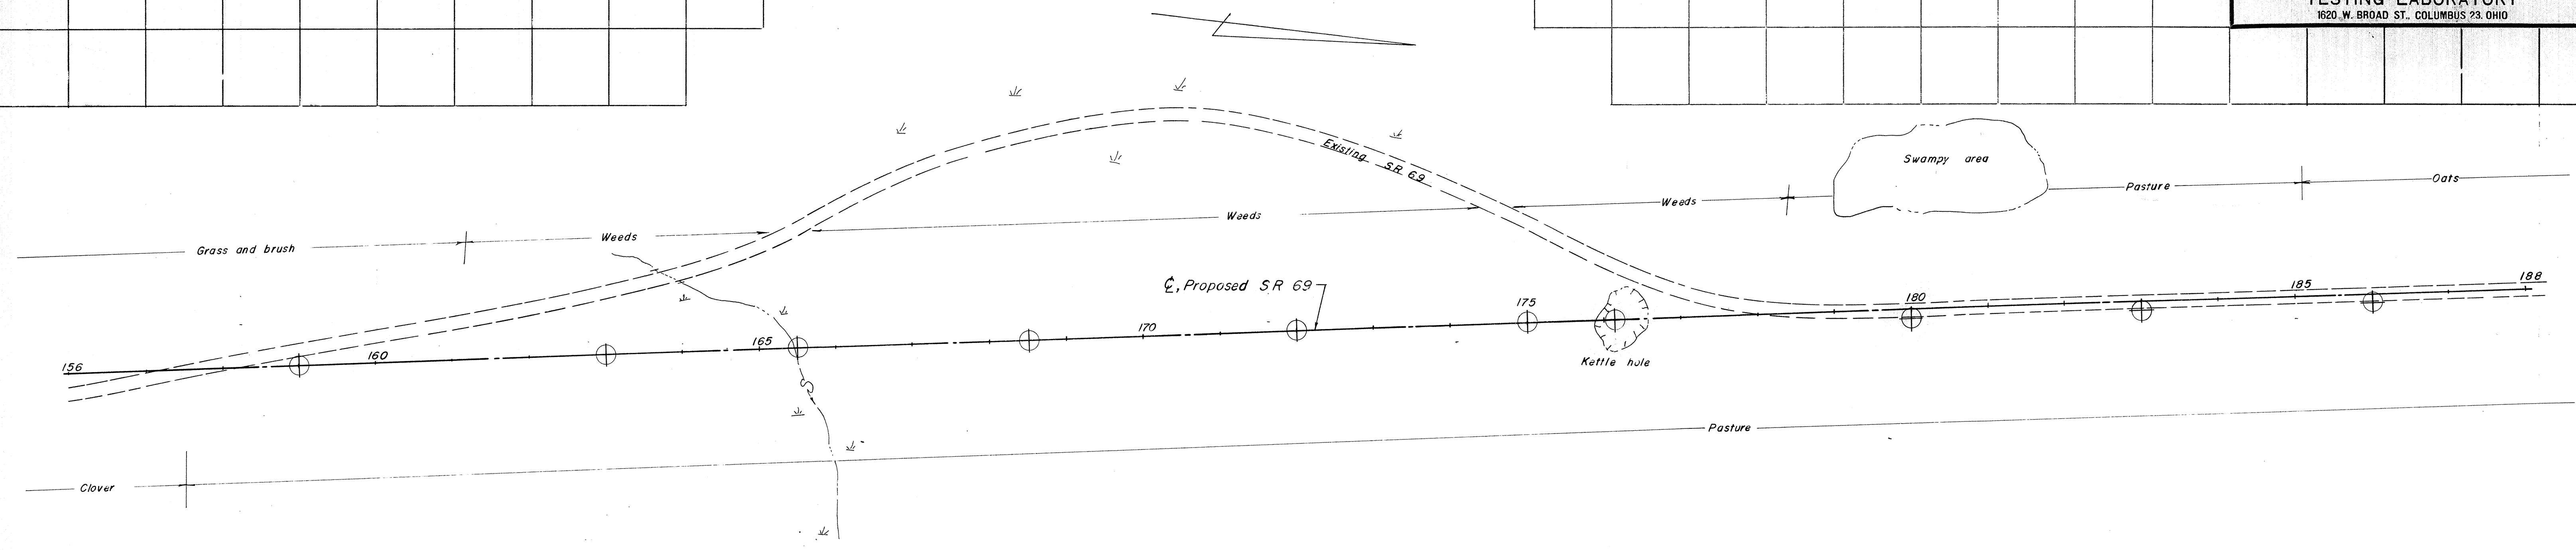 TESTING LABORATORY
1620 W. BROAD ST., COLUMBUS 23, OHIO
Existing SR 69
Swampy area
Pasture
Oats
Weeds
Weeds
Weeds
Grass and brush
℄, Proposed SR 69
156
160
165
170
175
180
185
188
Kettle hole
Pasture
Clover